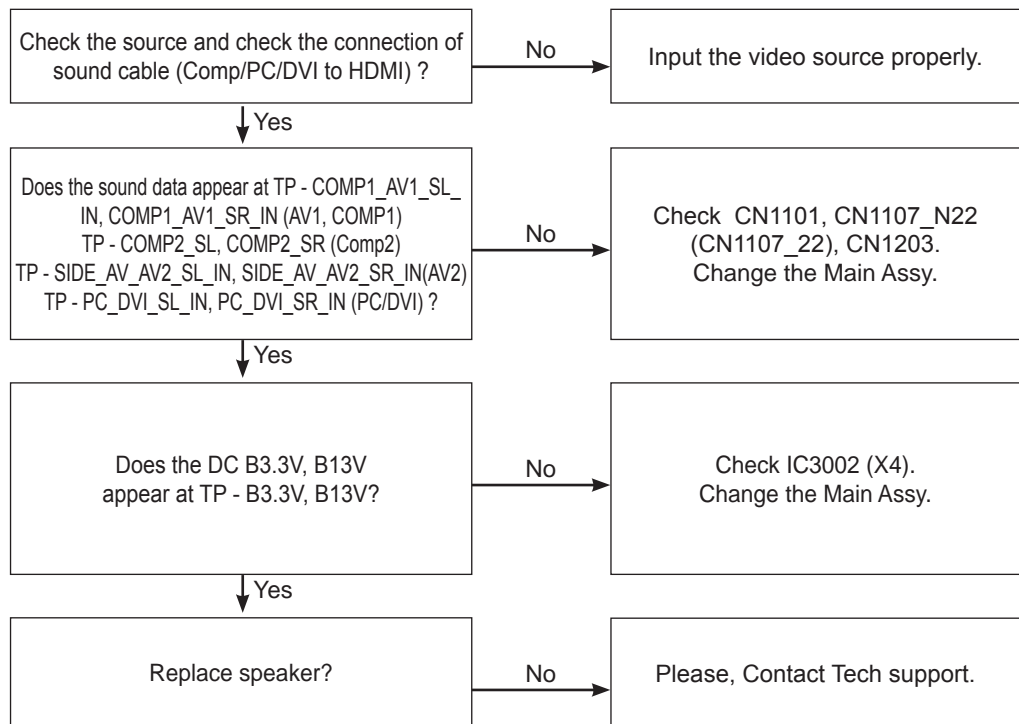 Check the source and check the connection of
sound cable (Comp/PC/DVI to HDMI) ?
No
Input the video source properly.
Yes
Does the sound data appear at TP - COMP1_AV1_SL_
IN, COMP1_AV1_SR_IN (AV1, COMP1)
TP - COMP2_SL, COMP2_SR (Comp2)
TP - SIDE_AV_AV2_SL_IN, SIDE_AV_AV2_SR_IN(AV2)
TP - PC_DVI_SL_IN, PC_DVI_SR_IN (PC/DVI) ?
No
Check CN1101, CN1107_N22
(CN1107_22), CN1203.
Change the Main Assy.
Yes
Does the DC B3.3V, B13V
appear at TP - B3.3V, B13V?
No
Check IC3002 (X4).
Change the Main Assy.
Yes
Replace speaker?
No
Please, Contact Tech support.